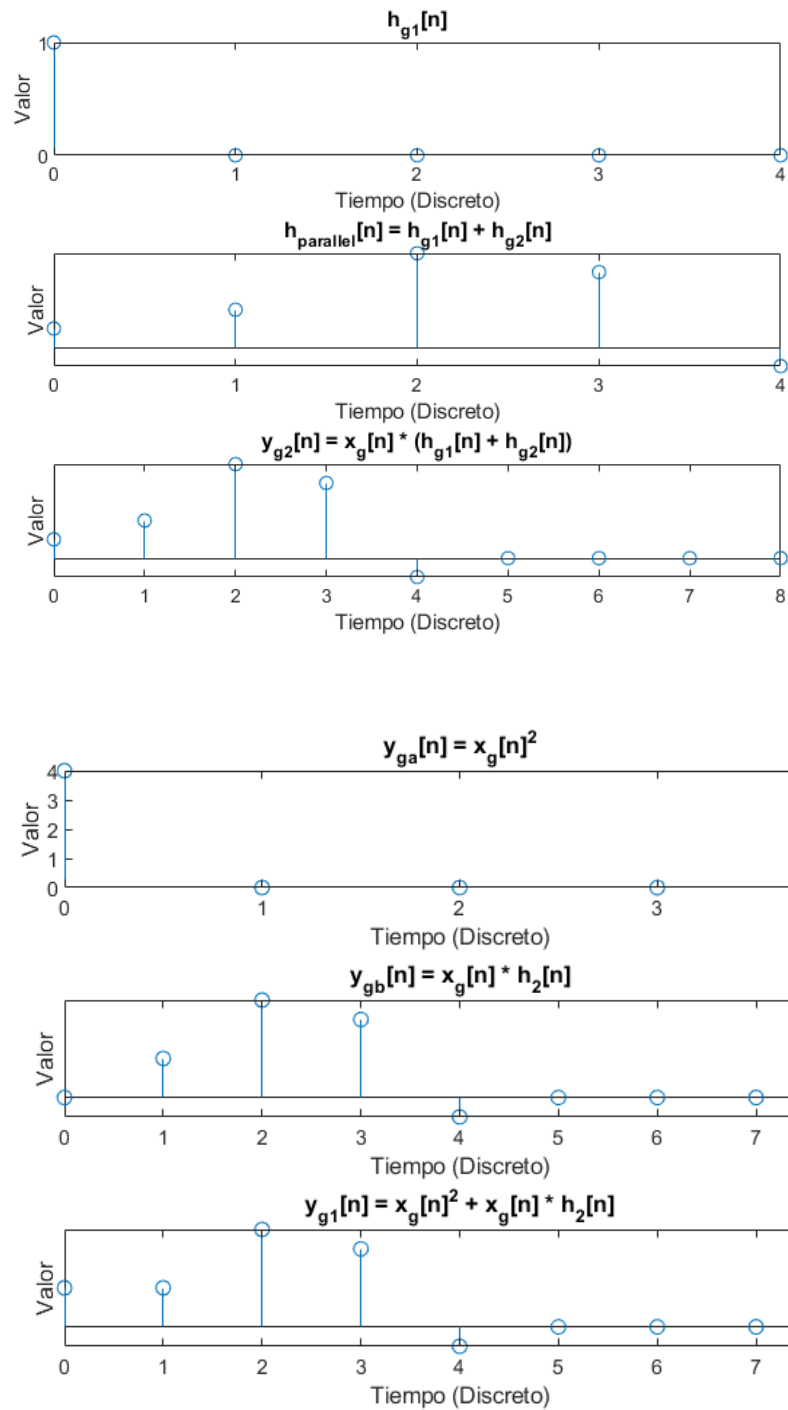 h_g1[n]
1
Valor
0
0 1 2 3 4
Tiempo (Discreto)
h_parallel[n] = h_g1[n] + h_g2[n]
Valor
0 1 2 3 4
Tiempo (Discreto)
y_g2[n] = x_g[n] * (h_g1[n] + h_g2[n])
Valor
0 1 2 3 4 5 6 7 8
Tiempo (Discreto)
y_ga[n] = x_g[n]^2
4
3
2
1
0
Valor
0 1 2 3
Tiempo (Discreto)
y_gb[n] = x_g[n] * h_2[n]
Valor
0 1 2 3 4 5 6 7
Tiempo (Discreto)
y_g1[n] = x_g[n]^2 + x_g[n] * h_2[n]
Valor
0 1 2 3 4 5 6 7
Tiempo (Discreto)